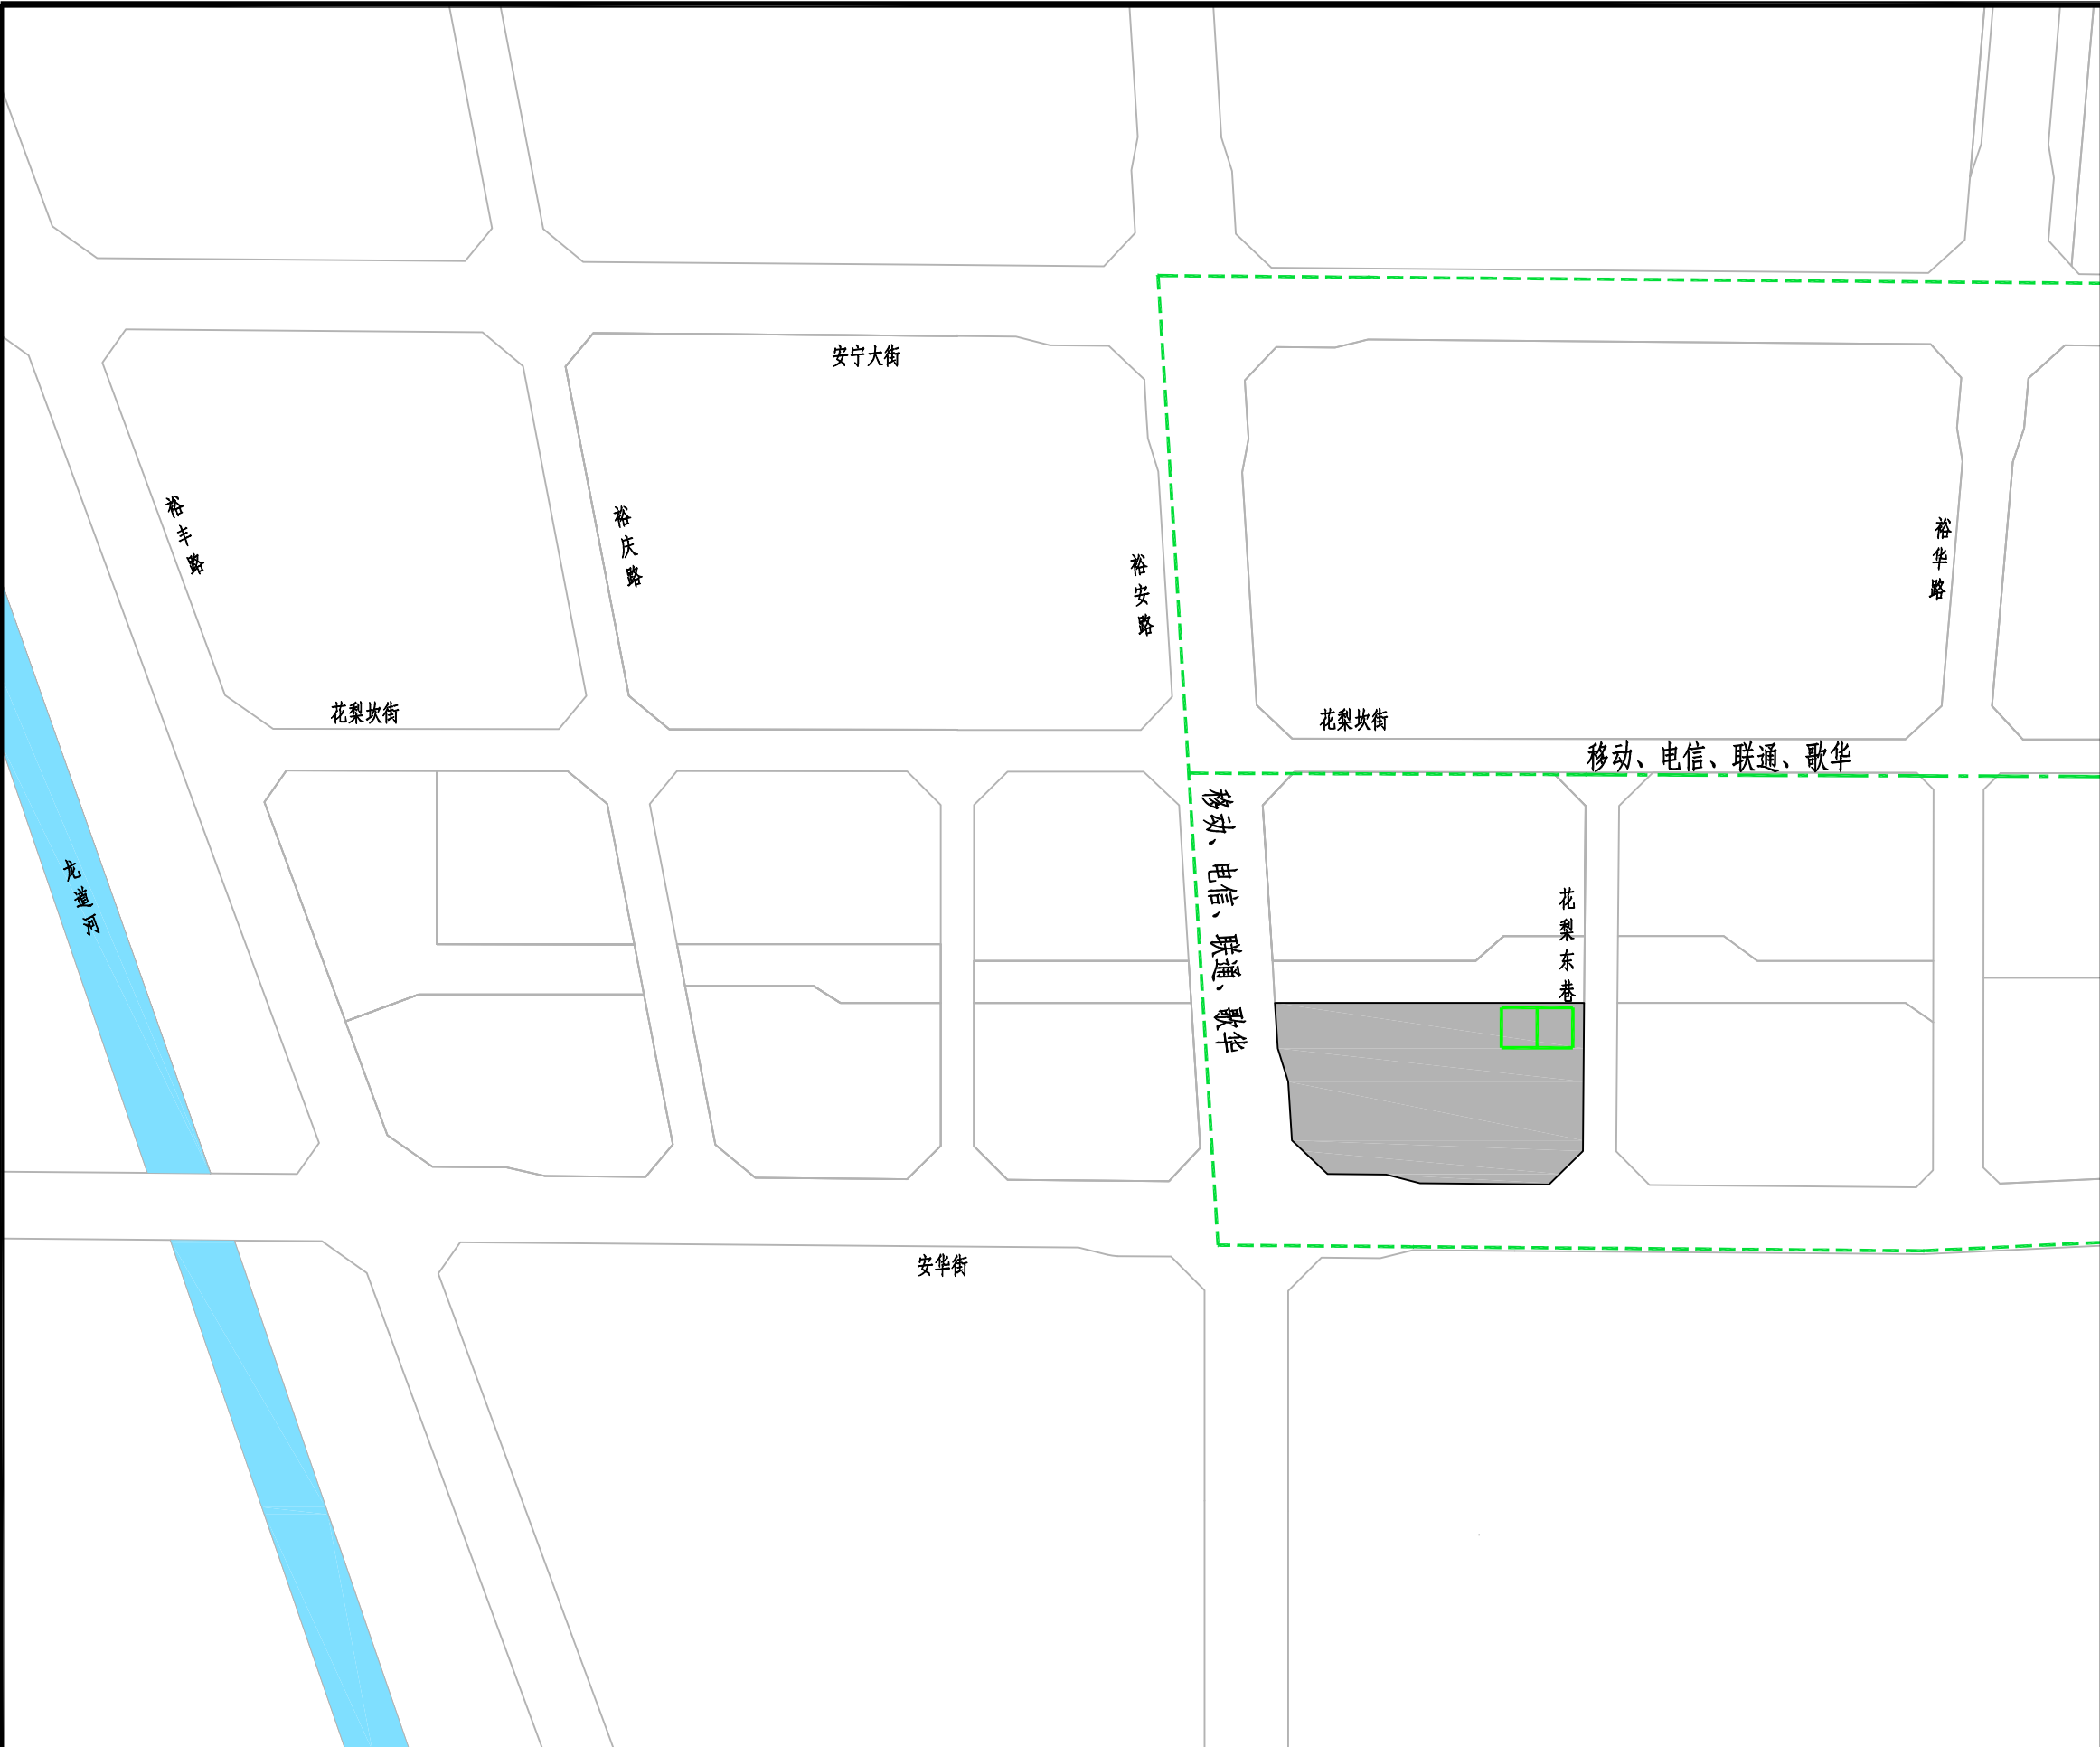 安宁大街
裕丰路
裕庆路
裕安路
裕华路
花梨坎街
花梨坎街
移动、电信、联通、歌华
移动、电信、联通、歌华
龙道河
花梨东巷
安华街